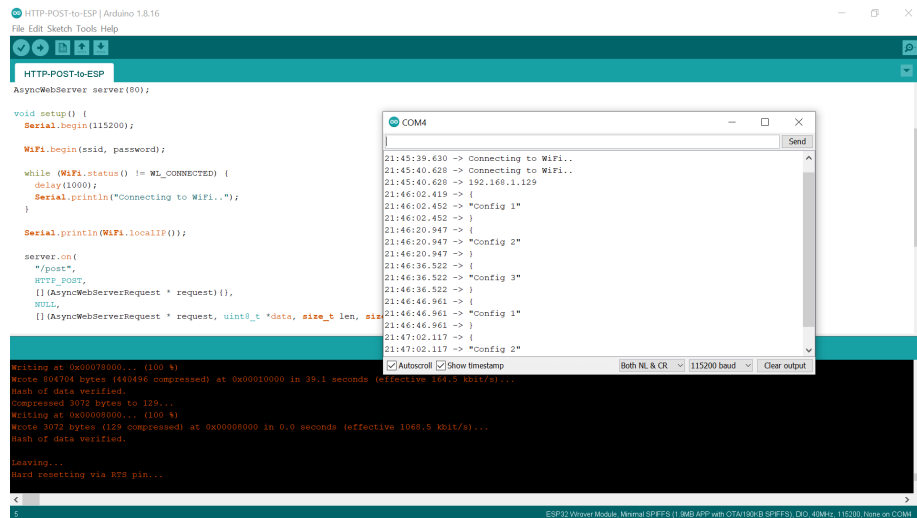 HTTP-POST-to-ESP | Arduino 1.8.16
File Edit Sketch Tools Help
HTTP-POST-to-ESP
AsyncWebServer server(80);
void setup() {
Serial.begin(115200);
WiFi.begin(ssid, password);
while (WiFi.status() != WL_CONNECTED) {
delay(1000);
Serial.println("Connecting to WiFi..");
}
Serial.println(WiFi.localIP());
server.on(
"/post",
HTTP_POST,
[](AsyncWebServerRequest * request){},
NULL,
[](AsyncWebServerRequest * request, uint8_t *data, size_t len, siz
COM4
Send
21:45:39.630 -> Connecting to WiFi..
21:45:40.628 -> Connecting to WiFi..
21:45:40.628 -> 192.168.1.129
21:46:02.419 -> {
21:46:02.452 -> "Config 1"
21:46:02.452 -> }
21:46:20.947 -> {
21:46:20.947 -> "Config 2"
21:46:20.947 -> }
21:46:36.522 -> {
21:46:36.522 -> "Config 3"
21:46:36.522 -> }
21:46:46.961 -> {
21:46:46.961 -> "Config 1"
21:46:46.961 -> }
21:47:02.117 -> {
21:47:02.117 -> "Config 2"
Autoscroll Show timestamp Both NL & CR 115200 baud Clear output
Writing at 0x00078000... (100 %)
Wrote 804704 bytes (440496 compressed) at 0x00010000 in 39.1 seconds (effective 164.5 kbit/s)...
Hash of data verified.
Compressed 3072 bytes to 129...
Writing at 0x00008000... (100 %)
Wrote 3072 bytes (129 compressed) at 0x00008000 in 0.0 seconds (effective 1068.5 kbit/s)...
Hash of data verified.
Leaving...
Hard resetting via RTS pin...
5 ESP32 Wrover Module, Minimal SPIFFS (1.9MB APP with OTA/190KB SPIFFS), DIO, 40MHz, 115200, None on COM4